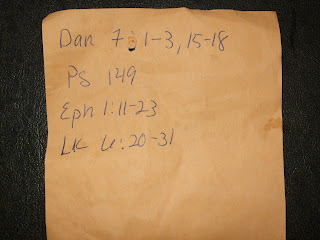 Dan 7:1-3, 15-18
Ps 149
Eph 1:11-23
LK 6:20-31